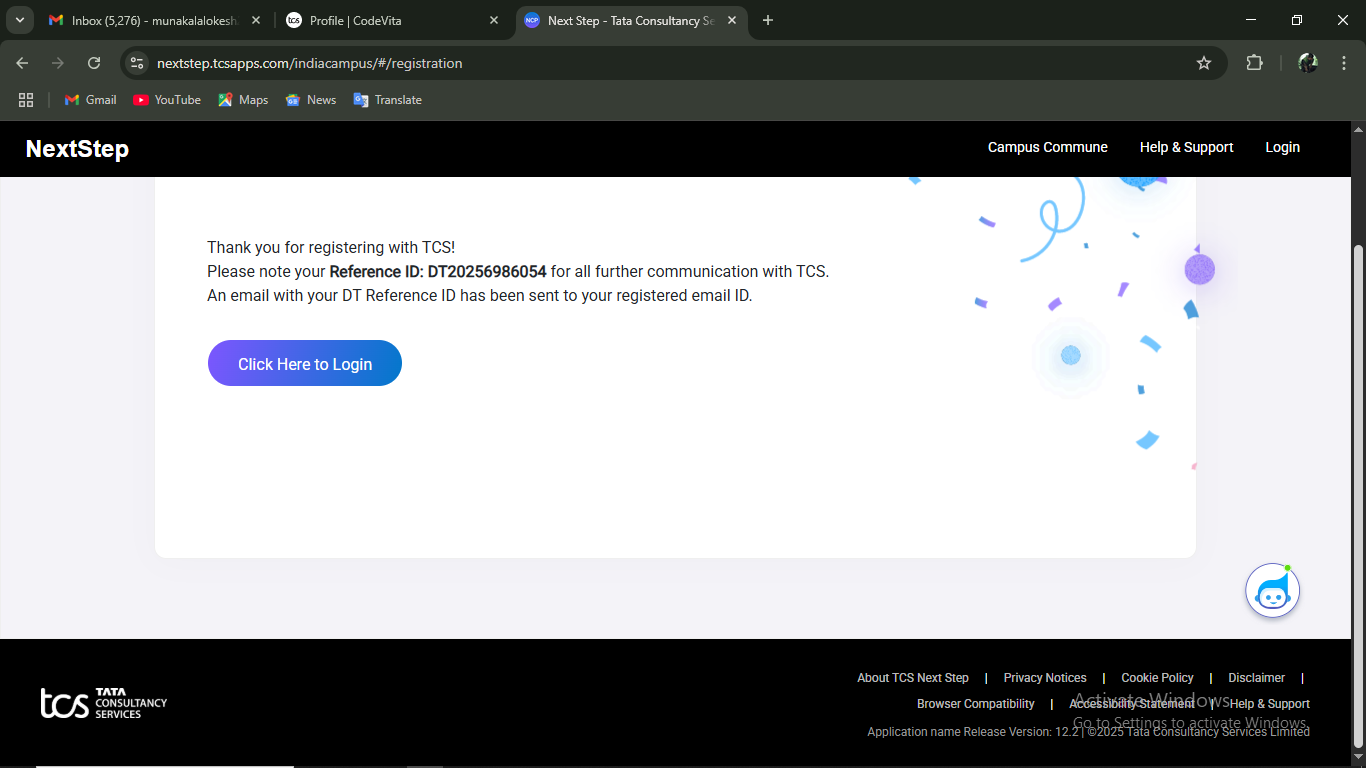 Inbox (5,276) - munakalalokesh
Profile | CodeVita
NCP Next Step - Tata Consultancy Se
nextstep.tcsapps.com/indiacampus/#/registration
Gmail YouTube Maps News Translate
NextStep Campus Commune Help & Support Login
Thank you for registering with TCS!
Please note your Reference ID: DT20256986054 for all further communication with TCS.
An email with your DT Reference ID has been sent to your registered email ID.
Click Here to Login
tcs TATA
CONSULTANCY
SERVICES
About TCS Next Step | Privacy Notices | Cookie Policy | Disclaimer |
Browser Compatibility | Accessibility Statement | Help & Support
Application name Release Version: 12.2 | ©2025 Tata Consultancy Services Limited
Activate Windows
Go to Settings to activate Windows.